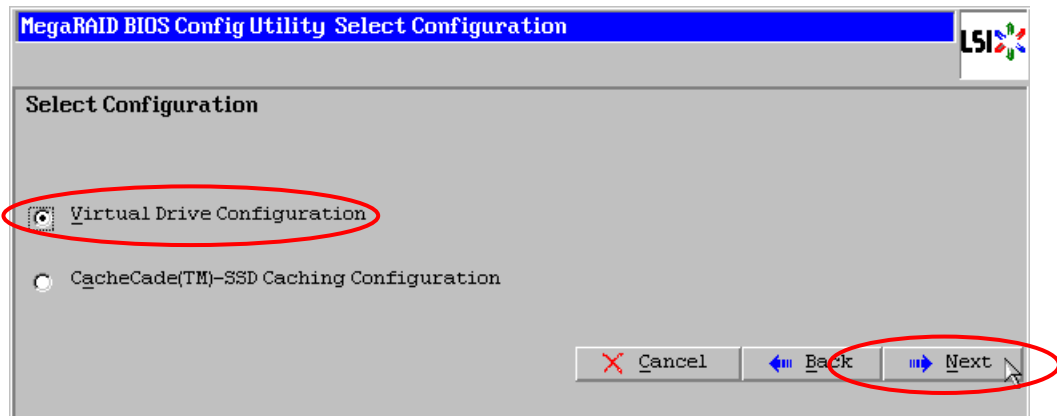 MegaRAID BIOS Config Utility Select Configuration
LSI
Select Configuration
Virtual Drive Configuration
CacheCade(TM)-SSD Caching Configuration
Cancel
Back
Next